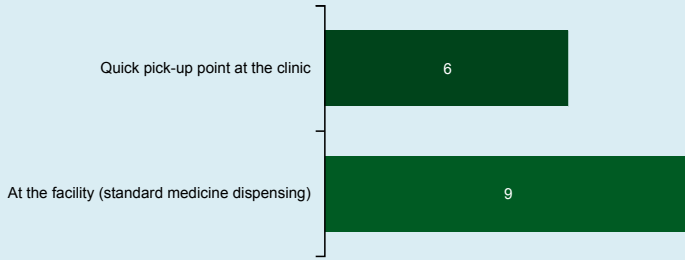 Quick pick-up point at the clinic
6
At the facility (standard medicine dispensing)
9